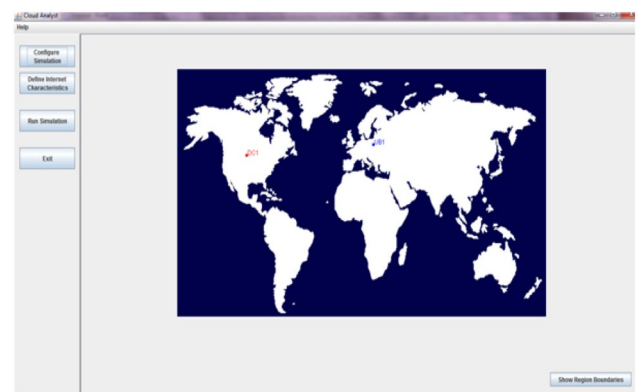 Cloud Analyst
Help
Configure
Simulation
Define Internet
Characteristics
Run Simulation
Exit
DC1
UB1
Show Region Boundaries